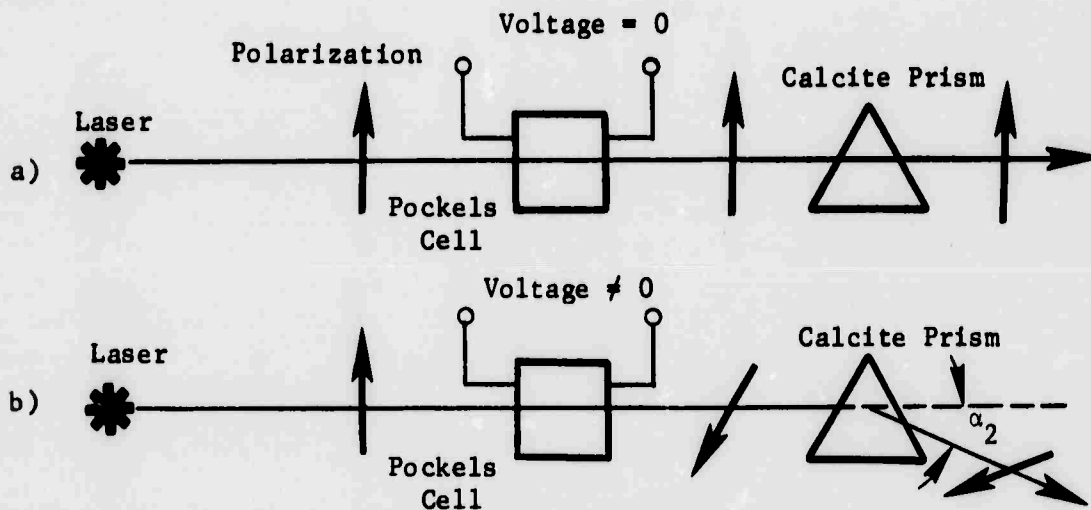 Voltage = 0
Polarization
Calcite Prism
Laser
a)
Pockels
Cell
Voltage ≠ 0
Calcite Prism
Laser
b)
α2
Pockels
Cell